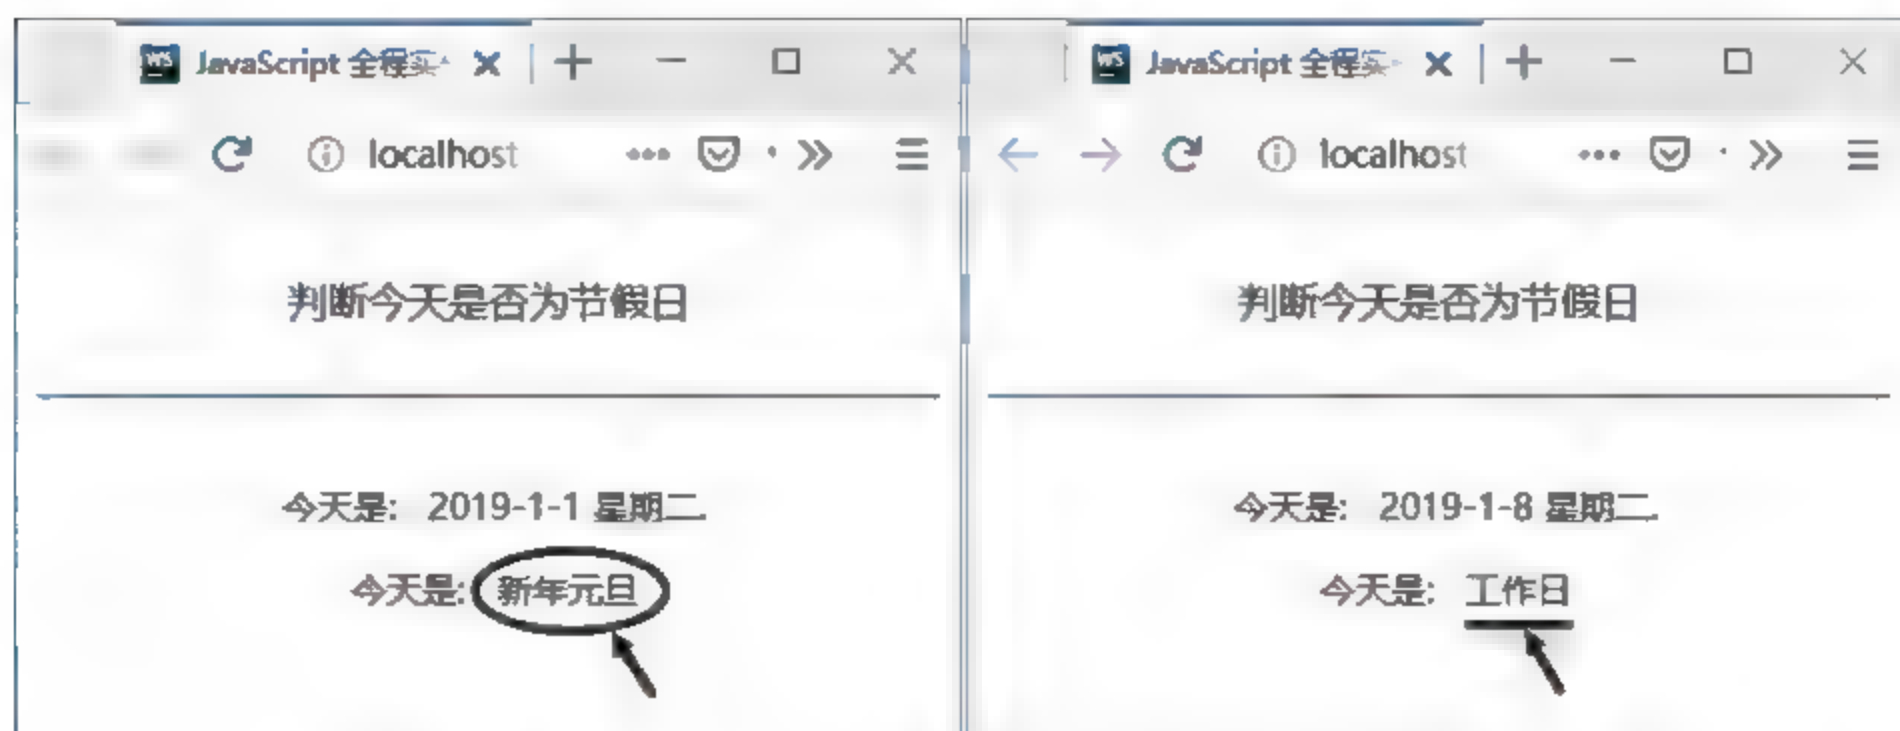 JavaScript 全程实
localhost
判断今天是否为节假日
今天是: 2019-1-1 星期二.
今天是: 新年元旦
JavaScript 全程实
localhost
判断今天是否为节假日
今天是: 2019-1-8 星期二.
今天是: 工作日